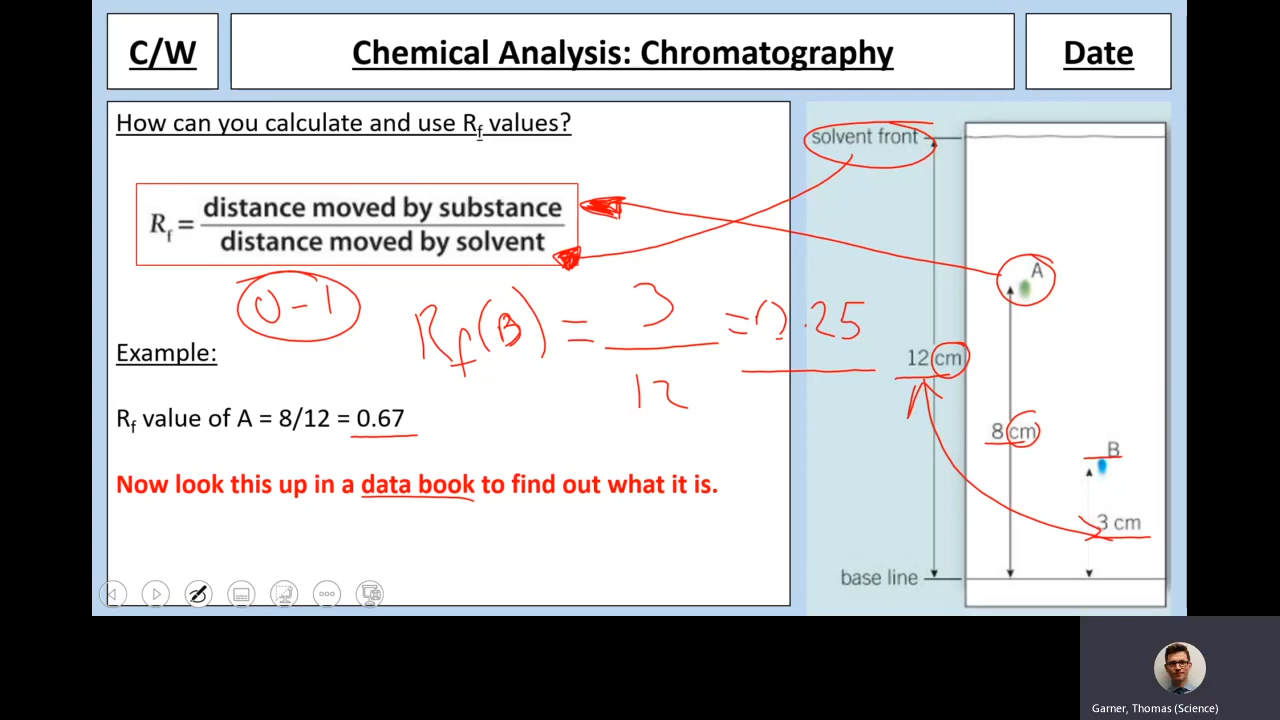 C/W
Chemical Analysis: Chromatography
Date
How can you calculate and use Rf values?
Rf = distance moved by substance
distance moved by solvent
0-1
Rf(B) = 3
12
= 0.25
Example:
Rf value of A = 8/12 = 0.67
Now look this up in a data book to find out what it is.
solvent front
A
12 cm
8 cm
B
3 cm
base line
Garner, Thomas (Science)